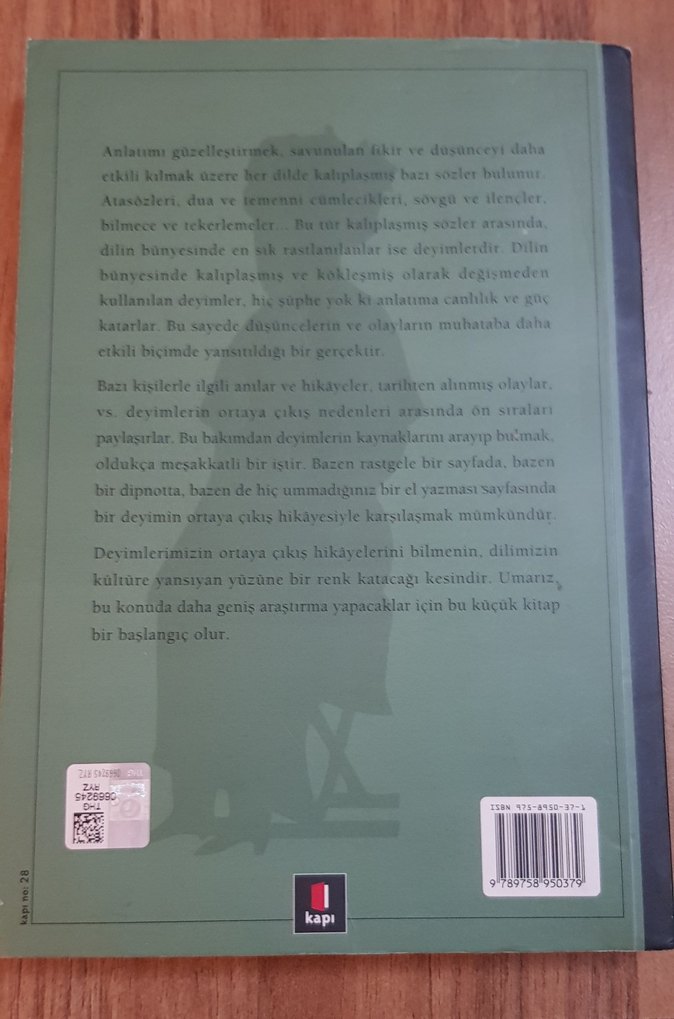 Anlatımı güzelleştirmek, savunulan fikir ve düşünceyi daha
etkili kılmak üzere her dilde kalıplaşmış bazı sözler bulunur.
Atasözleri, dua ve temenni cümlecikleri, sövgü ve ilençler,
bilmece ve tekerlemeler... Bu tür kalıplaşmış sözler arasında,
dilin bünyesinde en sık rastlanılanlar ise deyimlerdir. Dilin
bünyesinde kalıplaşmış ve kökleşmiş olarak değişmeden
kullanılan deyimler, hiç şüphe yok ki anlatıma canlılık ve güç
katarlar. Bu sayede düşüncelerin ve olayların muhataba daha
etkili biçimde yansıtıldığı bir gerçektir.
Bazı kişilerle ilgili anılar ve hikâyeler, tarihten alınmış olaylar,
vs. deyimlerin ortaya çıkış nedenleri arasında ön sıraları
paylaşırlar. Bu bakımdan deyimlerin kaynaklarını arayıp bulmak,
oldukça meşakkatli bir iştir. Bazen rastgele bir sayfada, bazen
bir dipnotta, bazen de hiç ummadığınız bir el yazması sayfasında
bir deyimin ortaya çıkış hikâyesiyle karşılaşmak mümkündür.
Deyimlerimizin ortaya çıkış hikâyelerini bilmenin, dilimizin
kültüre yansıyan yüzüne bir renk katacağı kesindir. Umarız,
bu konuda daha geniş araştırma yapacaklar için bu küçük kitap
bir başlangıç olur.
THG 0669245 RYZ
THG
0669245
RYZ
ISBN 975-8950-37-1
9 789758 950379
kapı no: 28
kapı